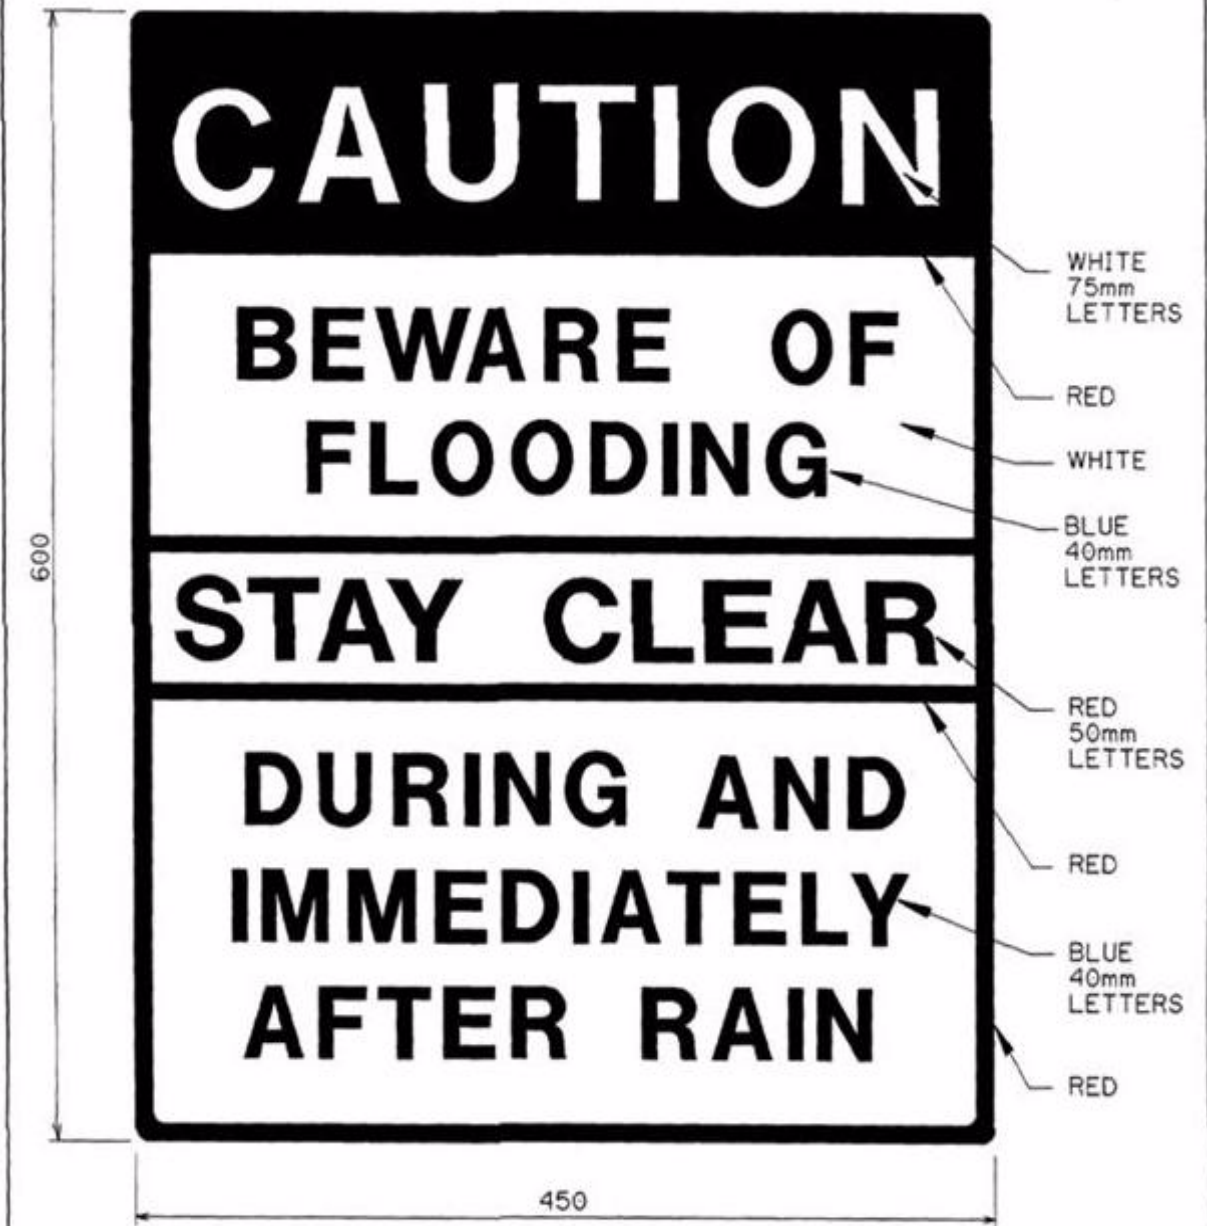 CAUTION
BEWARE OF
FLOODING
STAY CLEAR
DURING AND
IMMEDIATELY
AFTER RAIN
WHITE
75mm
LETTERS
RED
WHITE
BLUE
40mm
LETTERS
RED
50mm
LETTERS
RED
BLUE
40mm
LETTERS
RED
600
450